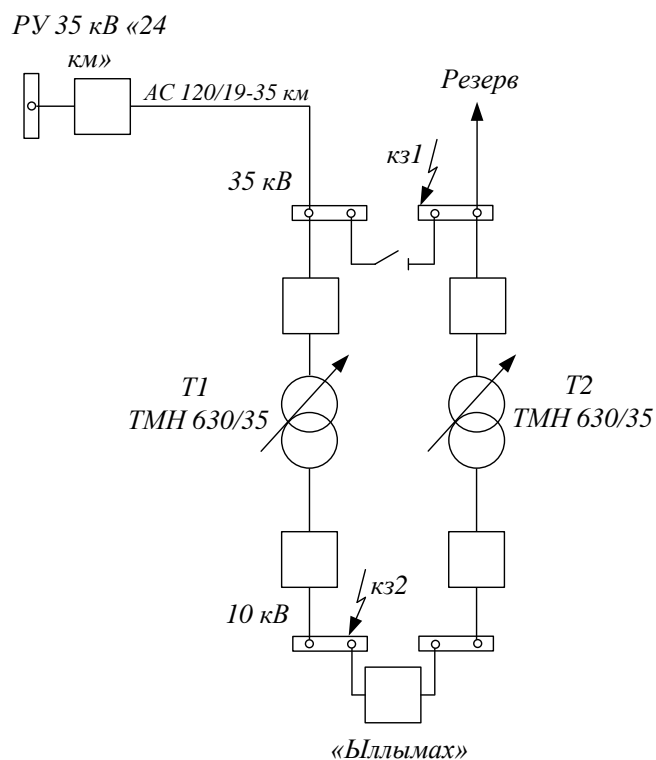 РУ 35 кВ «24
км»
АС 120/19-35 км
Резерв
кз1
35 кВ
Т1
ТМН 630/35
Т2
ТМН 630/35
кз2
10 кВ
«Ыллымах»